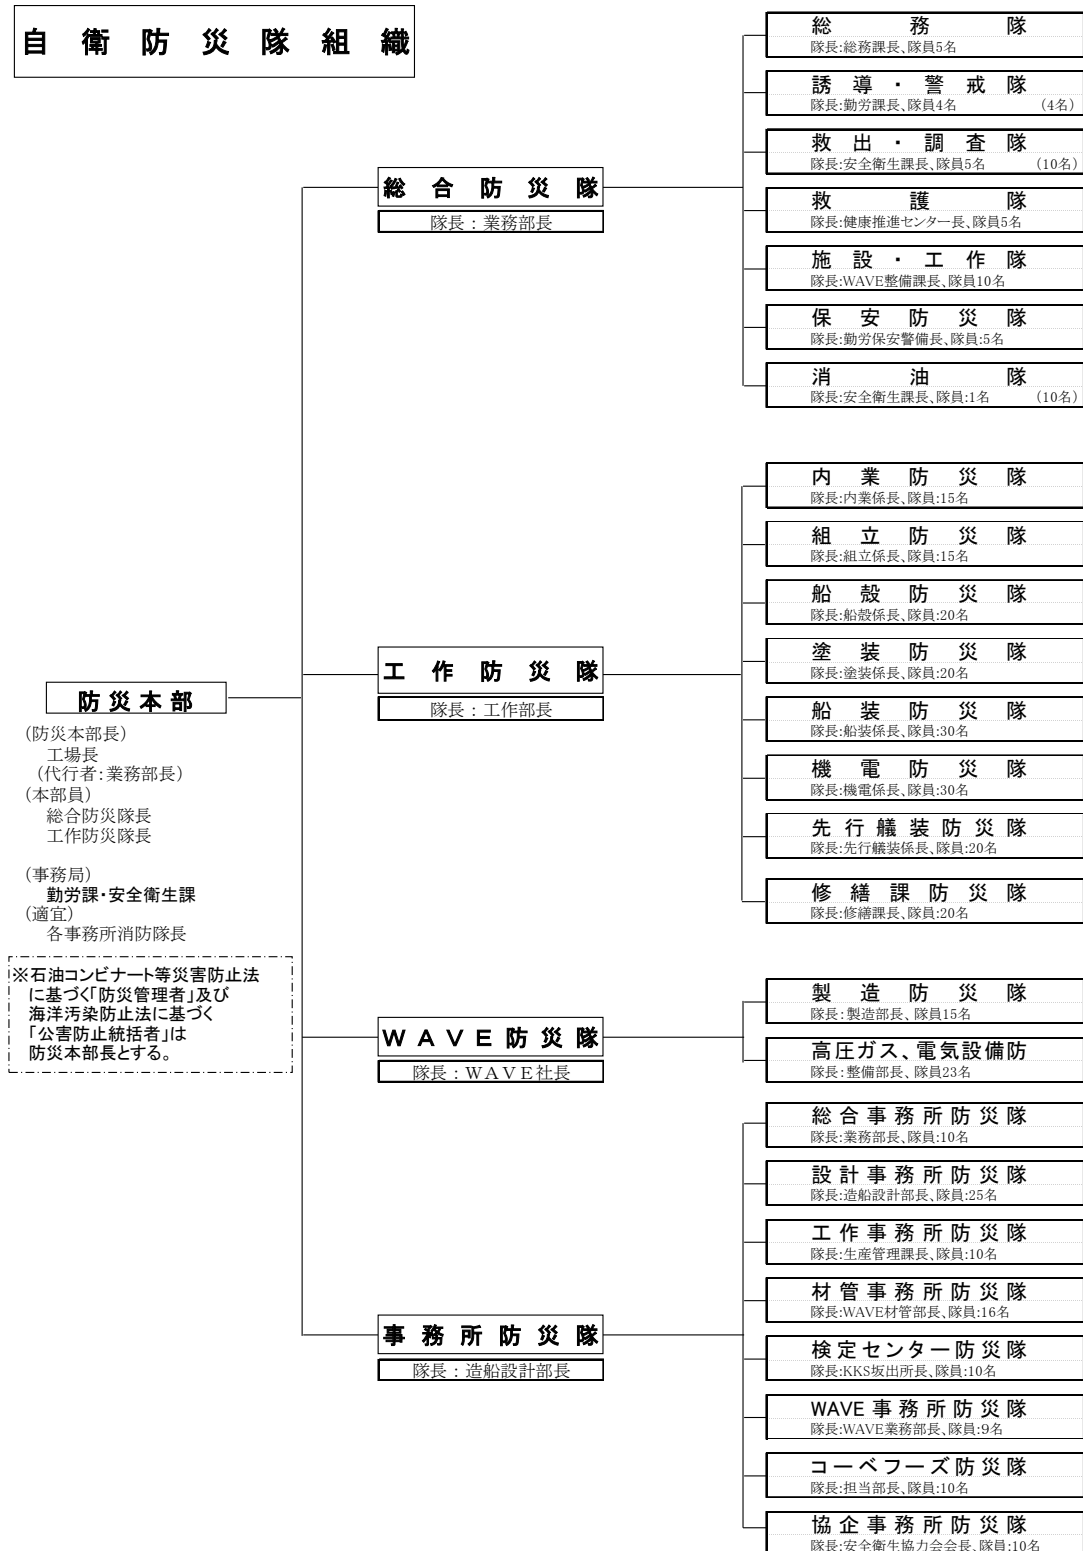 自衛防災隊組織
総務隊
隊長:総務課長、隊員5名
誘導・警戒隊
隊長:勤労課長、隊員4名 (4名)
救出・調査隊
隊長:安全衛生課長、隊員5名 (10名)
総合防災隊
隊長：業務部長
救護隊
隊長:健康推進センター長、隊員5名
施設・工作隊
隊長:WAVE整備課長、隊員10名
保安防災隊
隊長:勤労保安警備長、隊員:5名
消油隊
隊長:安全衛生課長、隊員:1名 (10名)
内業防災隊
隊長:内業係長、隊員:15名
組立防災隊
隊長:組立係長、隊員:15名
船殻防災隊
隊長:船殻係長、隊員:20名
工作防災隊
隊長：工作部長
塗装防災隊
隊長:塗装係長、隊員:20名
船装防災隊
隊長:船装係長、隊員:30名
機電防災隊
隊長:機電係長、隊員:30名
先行艤装防災隊
隊長:先行艤装係長、隊員:20名
修繕課防災隊
隊長:修繕課長、隊員:20名
防災本部
(防災本部長)
工場長
(代行者:業務部長)
(本部員)
総合防災隊長
工作防災隊長
(事務局)
勤労課・安全衛生課
(適宜)
各事務所消防隊長
※石油コンビナート等災害防止法
に基づく「防災管理者」及び
海洋汚染防止法に基づく
「公害防止統括者」は
防災本部長とする。
WAVE防災隊
隊長：WAVE社長
製造防災隊
隊長：製造部長、隊員15名
高圧ガス、電気設備防
隊長：整備部長、隊員23名
総合事務所防災隊
隊長:業務部長、隊員:10名
設計事務所防災隊
隊長:造船設計部長、隊員:25名
工作事務所防災隊
隊長:生産管理課長、隊員:10名
材管事務所防災隊
隊長:WAVE材管部長、隊員:16名
事務所防災隊
隊長：造船設計部長
検定センター防災隊
隊長:KKS坂出所長、隊員:10名
WAVE事務所防災隊
隊長:WAVE業務部長、隊員:9名
コーベフーズ防災隊
隊長:担当部長、隊員:10名
協企事務所防災隊
隊長:安全衛生協力会会長、隊員:10名